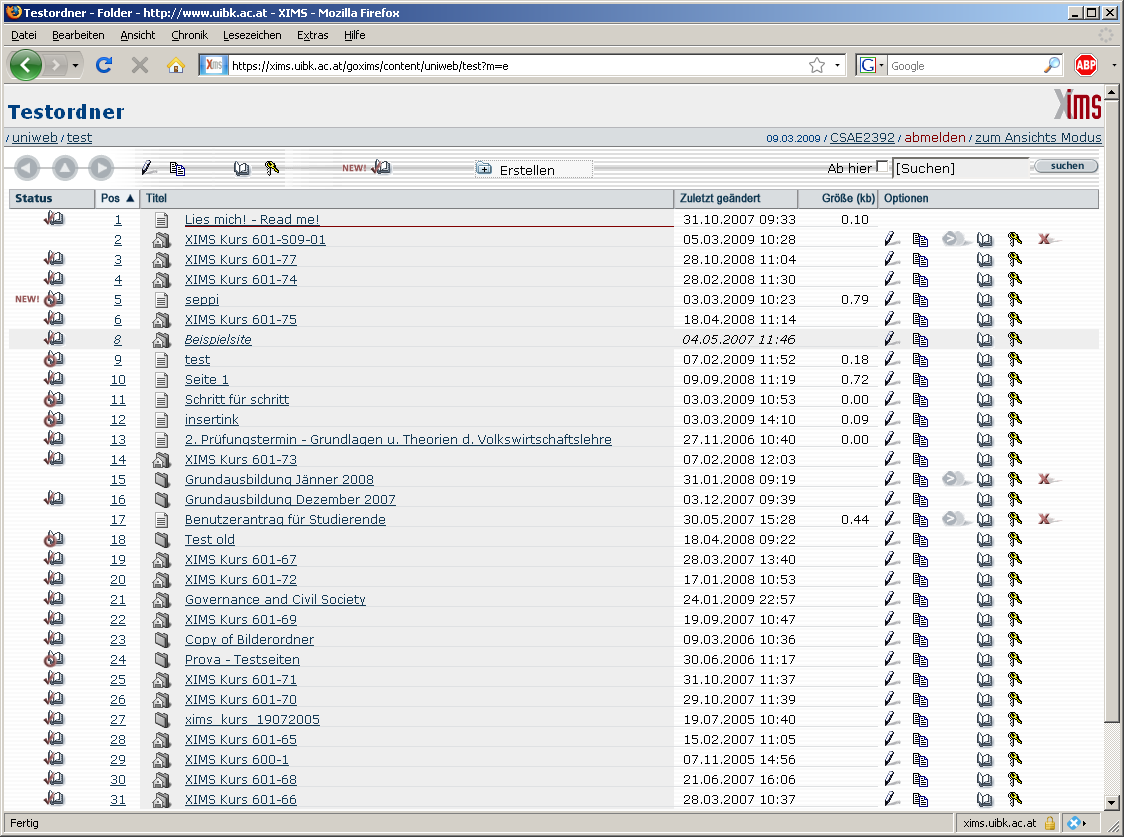 Testordner - Folder - http://www.uibk.ac.at - XIMS - Mozilla Firefox
Datei Bearbeiten Ansicht Chronik Lesezeichen Extras Hilfe
Xims https://xims.uibk.ac.at/goxims/content/uniweb/test?m=e G Google ABP
Testordner Xims
/ uniweb / test 09.03.2009 / CSAE2392 / abmelden / zum Ansichts Modus
NEW! Erstellen Ab hier [Suchen] suchen
Status Pos Titel Zuletzt geändert Größe (kb) Optionen
1 Lies mich! - Read me! 31.10.2007 09:33 0.10
2 XIMS Kurs 601-S09-01 05.03.2009 10:28
3 XIMS Kurs 601-77 28.10.2008 11:04
4 XIMS Kurs 601-74 28.02.2008 11:30
NEW! 5 seppi 03.03.2009 10:23 0.79
6 XIMS Kurs 601-75 18.04.2008 11:14
8 Beispielsite 04.05.2007 11:46
9 test 07.02.2009 11:52 0.18
10 Seite 1 09.09.2008 11:19 0.72
11 Schritt für schritt 03.03.2009 10:53 0.00
12 insertink 03.03.2009 14:10 0.09
13 2. Prüfungstermin - Grundlagen u. Theorien d. Volkswirtschaftslehre 27.11.2006 10:40 0.00
14 XIMS Kurs 601-73 07.02.2008 12:03
15 Grundausbildung Jänner 2008 31.01.2008 09:19
16 Grundausbildung Dezember 2007 03.12.2007 09:39
17 Benutzerantrag für Studierende 30.05.2007 15:28 0.44
18 Test old 18.04.2008 09:22
19 XIMS Kurs 601-67 28.03.2007 13:40
20 XIMS Kurs 601-72 17.01.2008 10:53
21 Governance and Civil Society 24.01.2009 22:57
22 XIMS Kurs 601-69 19.09.2007 10:47
23 Copy of Bilderordner 09.03.2006 10:36
24 Prova - Testseiten 30.06.2006 11:17
25 XIMS Kurs 601-71 31.10.2007 11:37
26 XIMS Kurs 601-70 29.10.2007 11:39
27 xims_kurs_19072005 19.07.2005 10:40
28 XIMS Kurs 601-65 15.02.2007 11:05
29 XIMS Kurs 600-1 07.11.2005 14:56
30 XIMS Kurs 601-68 21.06.2007 16:06
31 XIMS Kurs 601-66 28.03.2007 10:37
Fertig xims.uibk.ac.at